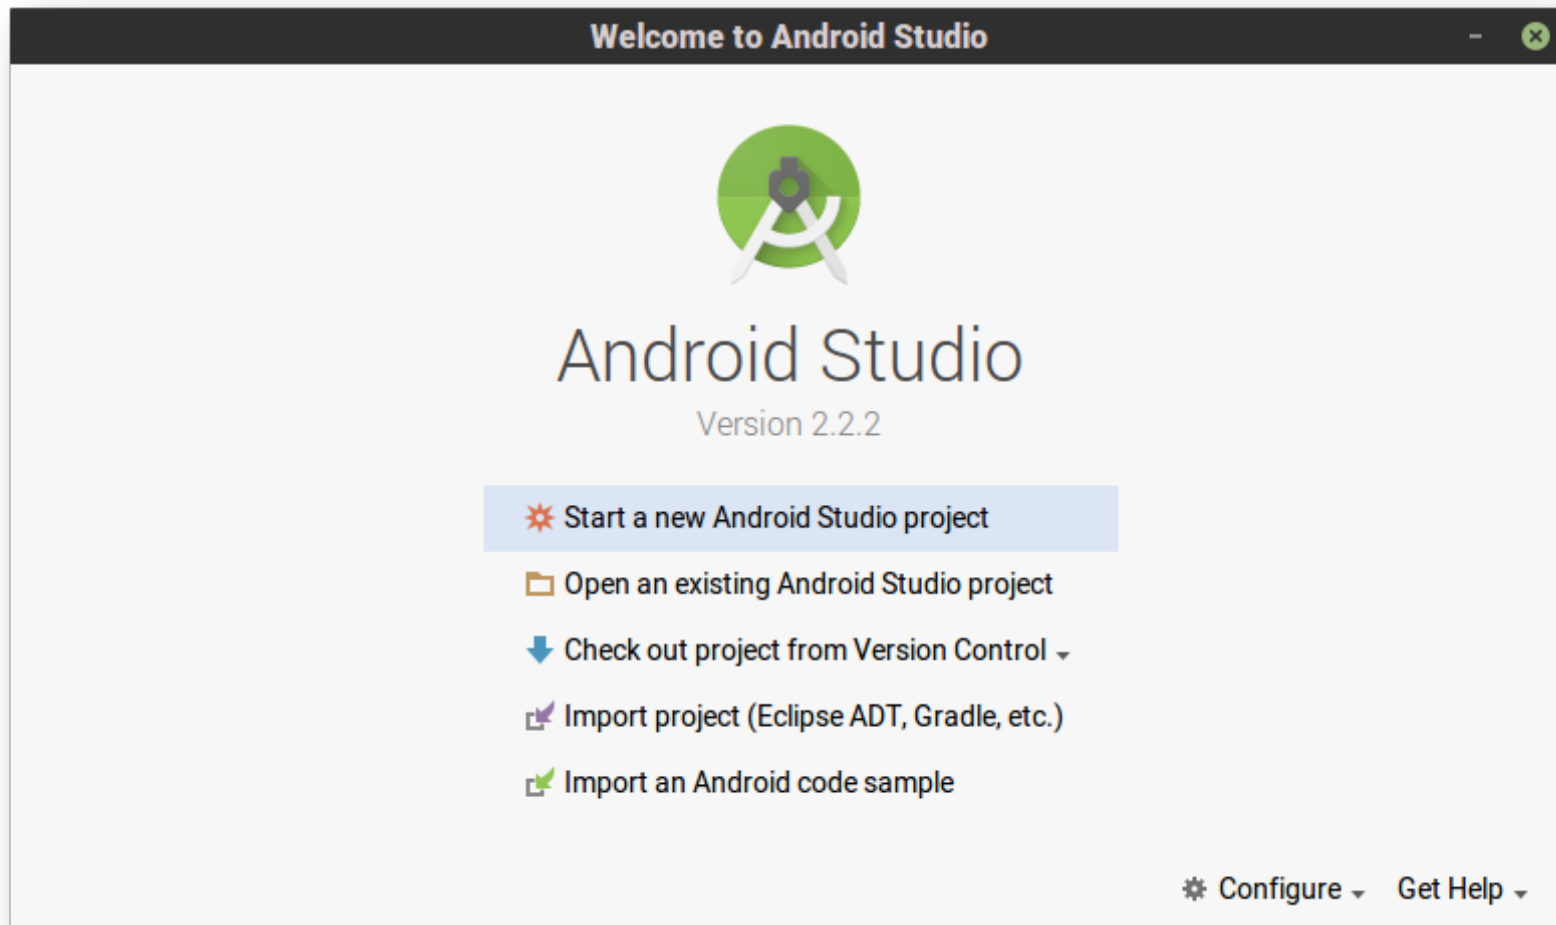 Welcome to Android Studio
Android Studio
Version 2.2.2
Start a new Android Studio project
Open an existing Android Studio project
Check out project from Version Control
Import project (Eclipse ADT, Gradle, etc.)
Import an Android code sample
Configure Get Help